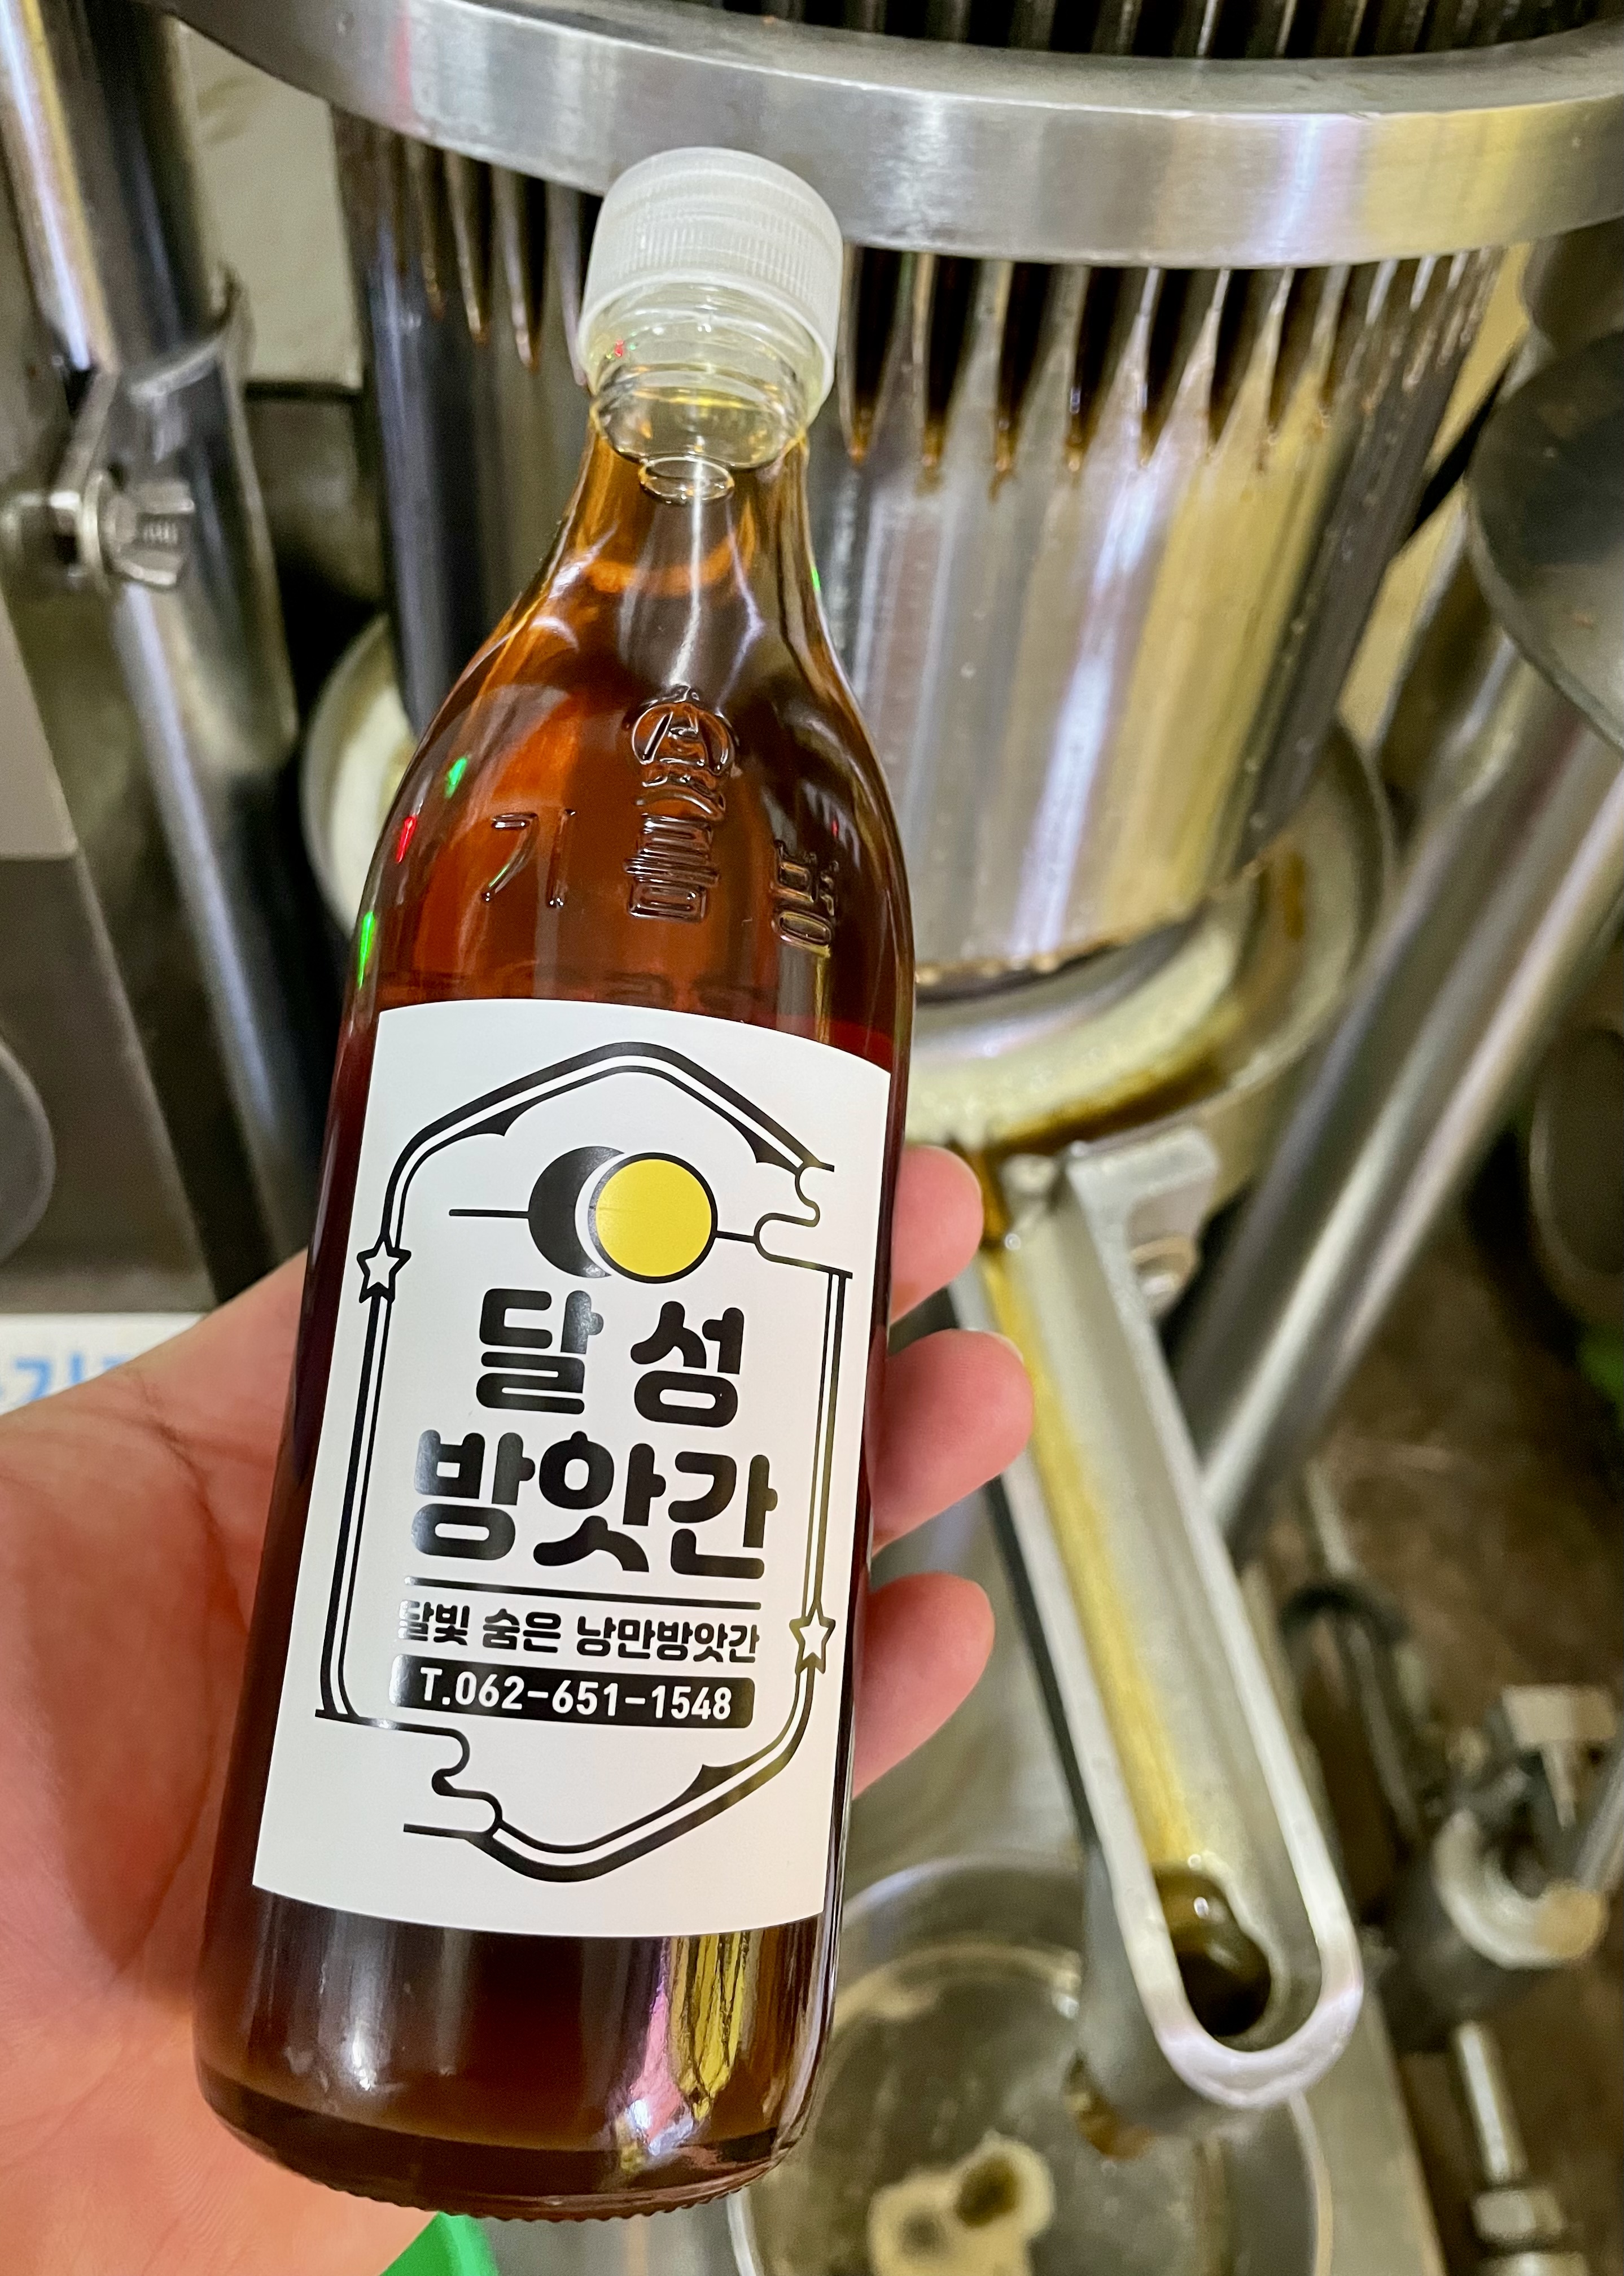 기름병
달성
방앗간
달빛 숨은 낭만방앗간
T.062-651-1548